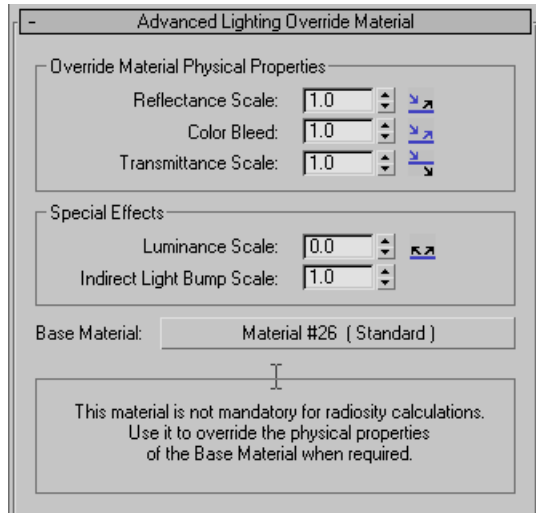 - Advanced Lighting Override Material
Override Material Physical Properties
Reflectance Scale: 1.0
Color Bleed: 1.0
Transmittance Scale: 1.0
Special Effects
Luminance Scale: 0.0
Indirect Light Bump Scale: 1.0
Base Material: Material #26 ( Standard )
This material is not mandatory for radiosity calculations.
Use it to override the physical properties
of the Base Material when required.